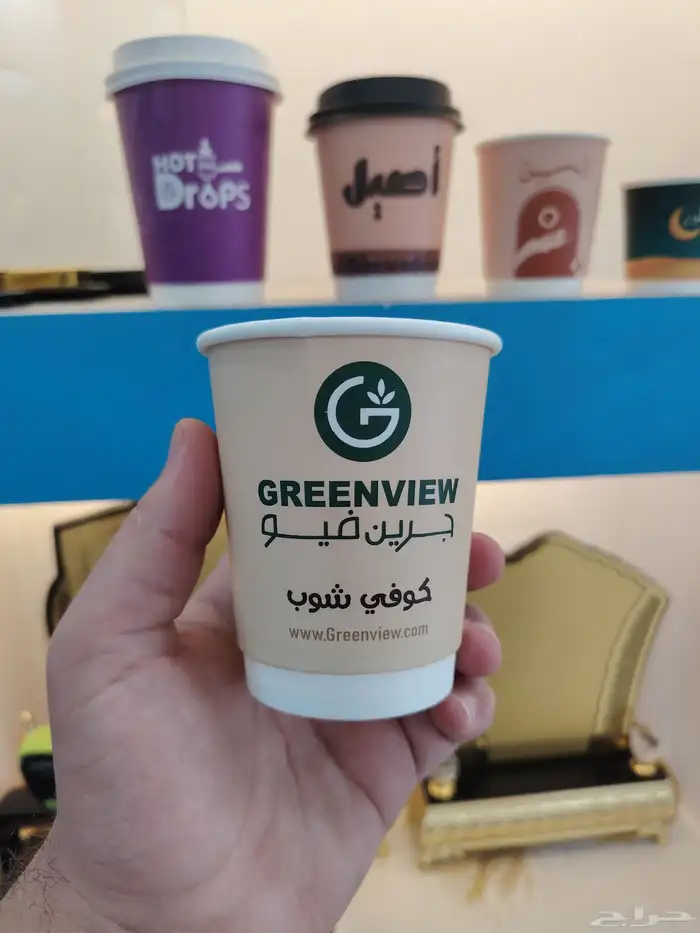 HOT
DROPS
أصيل
GREENVIEW
جرين فيو
كوفي شوب
www.Greenview.com
حراج